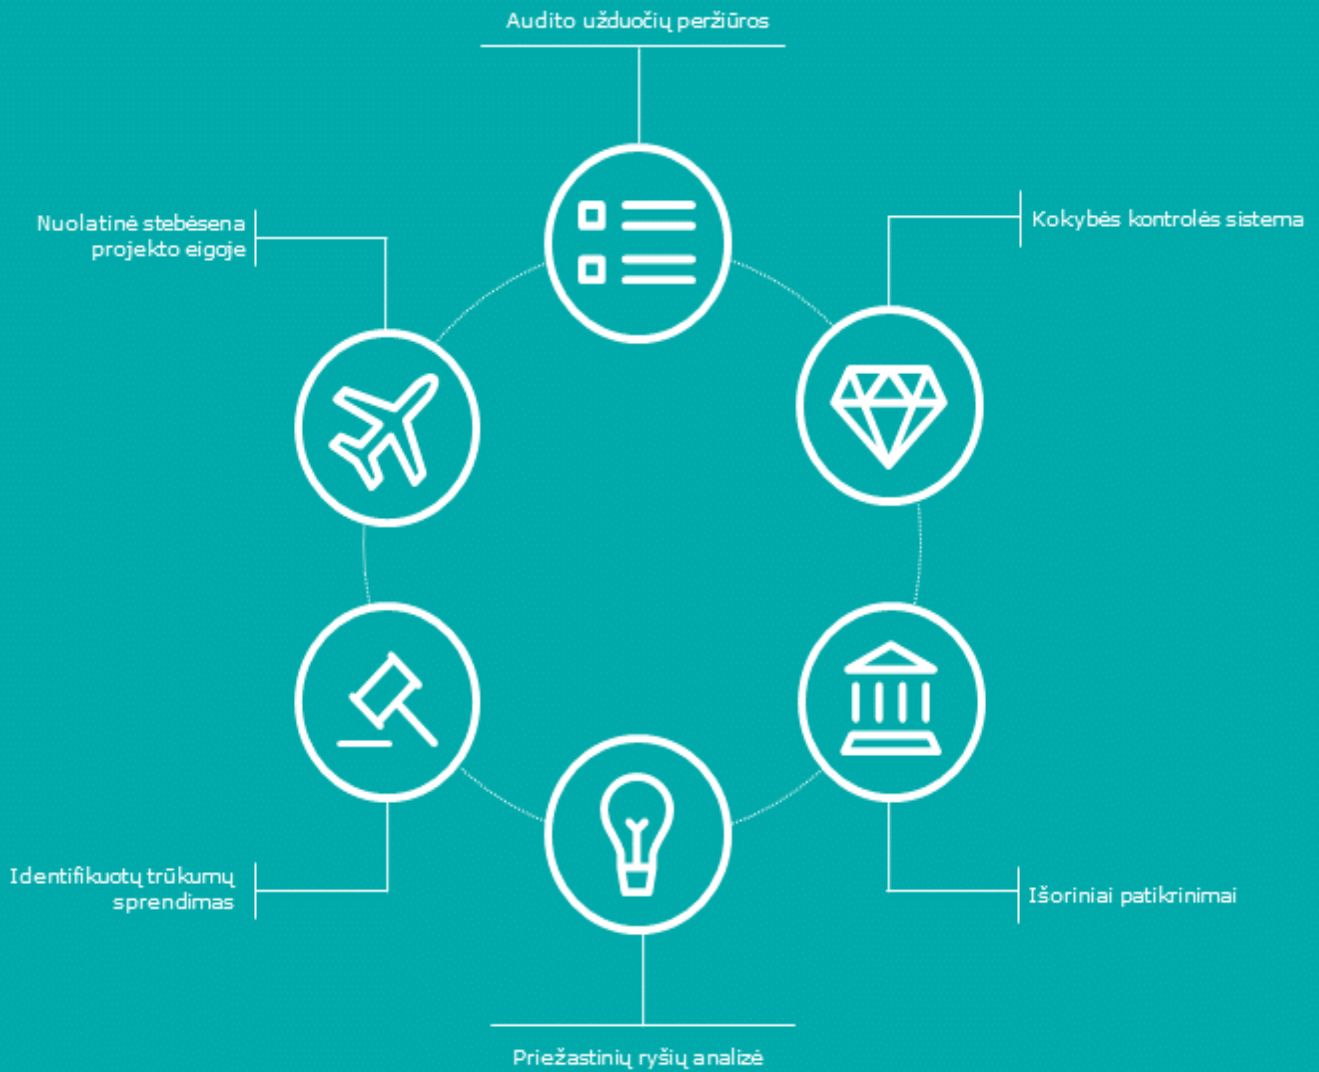 Audito užduočių peržiūros
Nuolatinė stebėsena
projekto eigoje
Kokybės kontrolės sistema
Identifikuotų trūkumų
sprendimas
Išoriniai patikrinimai
Priežastinių ryšių analizė